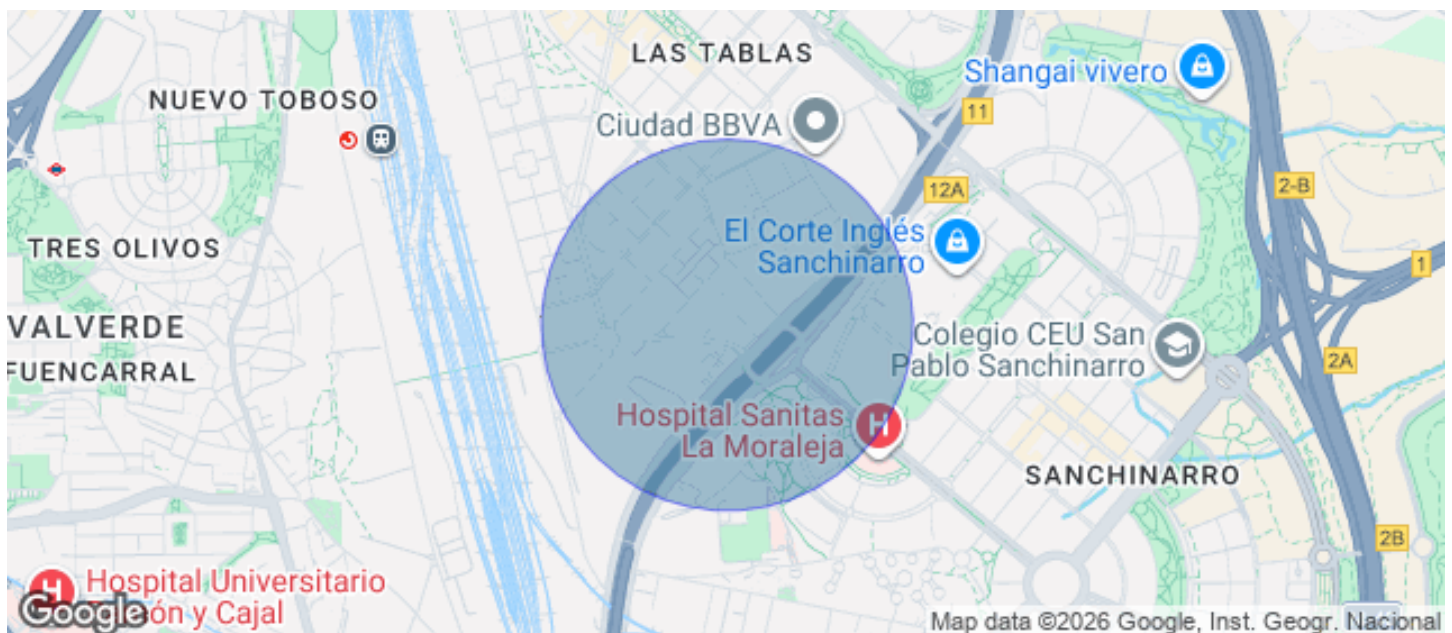 LAS TABLAS
Shangai vivero
NUEVO TOBOSO
11
Ciudad BBVA
2-B
12A
El Corte Inglés
Sanchinarro
TRES OLIVOS
1
VALVERDE
Colegio CEU San
Pablo Sanchinarro
2A
FUENCARRAL
Hospital Sanitas
La Moraleja
H
SANCHINARRO
2B
H
Hospital Universitario
y Cajal
Google
Map data ©2026 Google, Inst. Geogr. Nacional